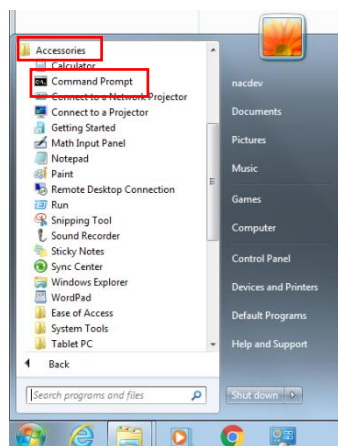 Accessories
Calculator
Command Prompt
Connect to a Network Projector
Connect to a Projector
Getting Started
Math Input Panel
Notepad
Paint
Remote Desktop Connection
Run
Snipping Tool
Sound Recorder
Sticky Notes
Sync Center
Windows Explorer
WordPad
Ease of Access
System Tools
Tablet PC
Back
Search programs and files
nacdev
Documents
Pictures
Music
Games
Computer
Control Panel
Devices and Printers
Default Programs
Help and Support
Shut down